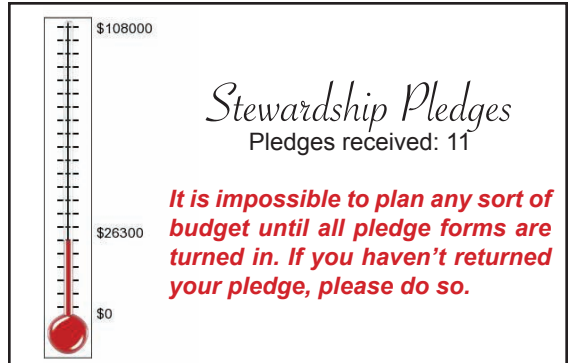 $108000
Stewardship Pledges
Pledges received: 11
It is impossible to plan any sort of
budget until all pledge forms are
turned in. If you haven’t returned
your pledge, please do so.
$26300
$0